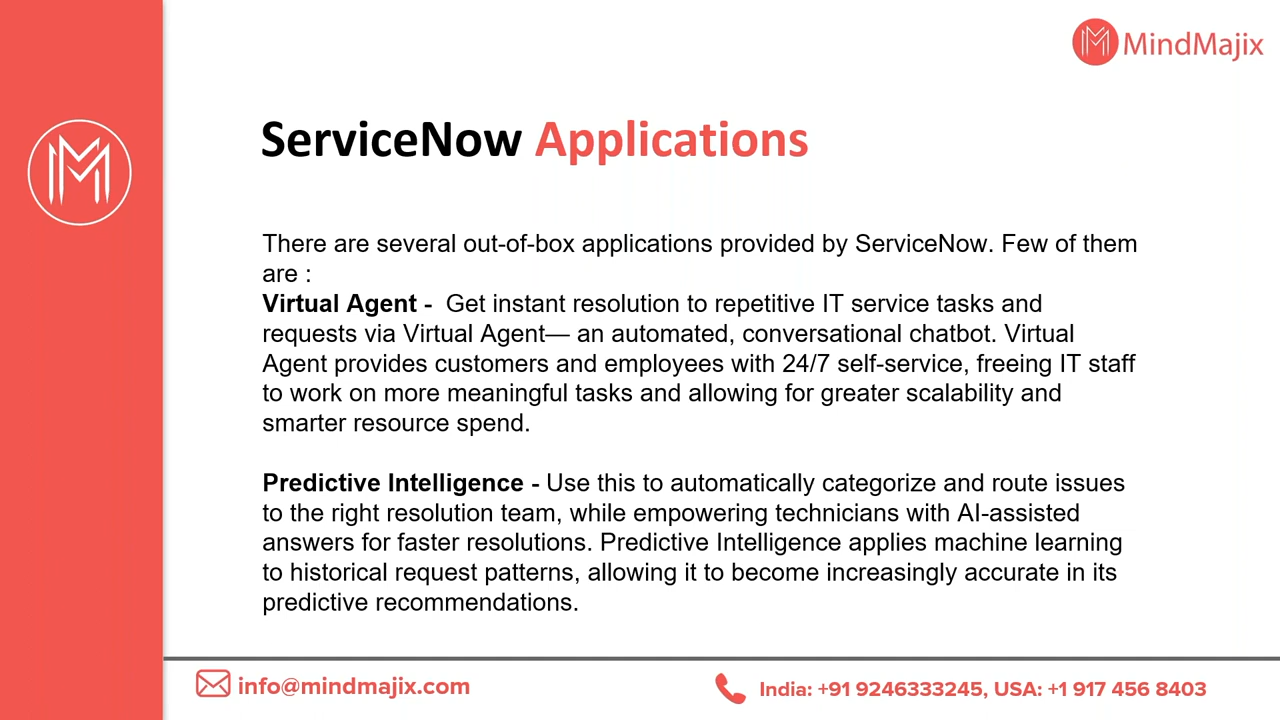 MindMajix
ServiceNow Applications
There are several out-of-box applications provided by ServiceNow. Few of them
are :
Virtual Agent -  Get instant resolution to repetitive IT service tasks and
requests via Virtual Agent— an automated, conversational chatbot. Virtual
Agent provides customers and employees with 24/7 self-service, freeing IT staff
to work on more meaningful tasks and allowing for greater scalability and
smarter resource spend.
Predictive Intelligence - Use this to automatically categorize and route issues
to the right resolution team, while empowering technicians with AI-assisted
answers for faster resolutions. Predictive Intelligence applies machine learning
to historical request patterns, allowing it to become increasingly accurate in its
predictive recommendations.
info@mindmajix.com
India: +91 9246333245, USA: +1 917 456 8403